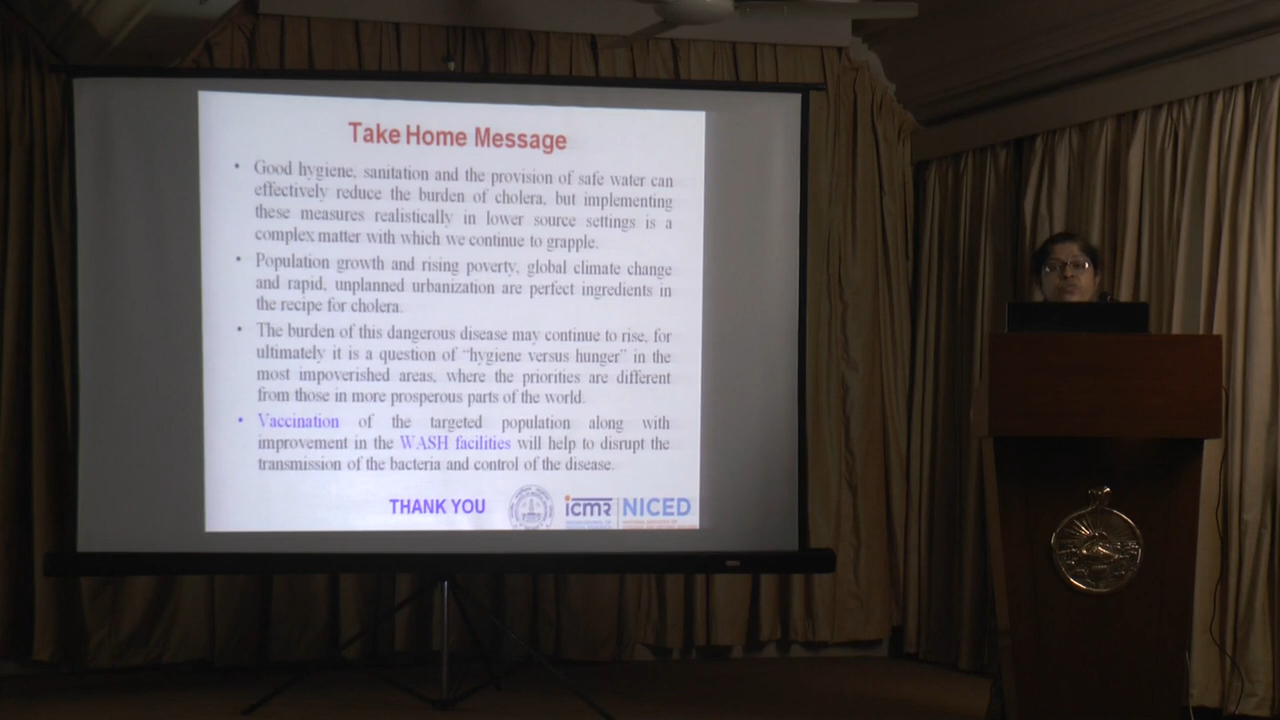 Take Home Message
• Good hygiene, sanitation and the provision of safe water can
effectively reduce the burden of cholera, but implementing
these measures realistically in lower source settings is a
complex matter with which we continue to grapple.
• Population growth and rising poverty, global climate change
and rapid, unplanned urbanization are perfect ingredients in
the recipe for cholera.
• The burden of this dangerous disease may continue to rise, for
ultimately it is a question of “hygiene versus hunger” in the
most impoverished areas, where the priorities are different
from those in more prosperous parts of the world.
• Vaccination of the targeted population along with
improvement in the WASH facilities will help to disrupt the
transmission of the bacteria and control of the disease.
THANK YOU
icmr NICED